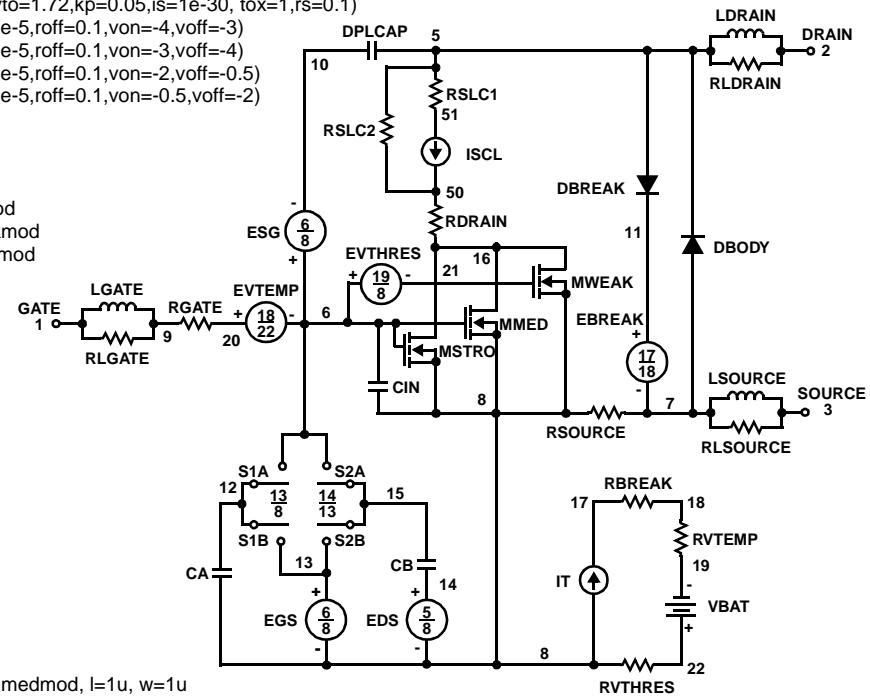 vto=1.72,kp=0.05,is=1e-30, tox=1,rs=0.1)
e-5,roff=0.1,von=-4,voff=-3)
e-5,roff=0.1,von=-3,voff=-4)
e-5,roff=0.1,von=-2,voff=-0.5)
e-5,roff=0.1,von=-0.5,voff=-2)
od
mod
mod
LDRAIN
DPLCAP
5
DRAIN
2
10
RLDRAIN
RSLC1
51
RSLC2
ISCL
DBREAK
50
-
ESG
6
8
+
RDRAIN
11
DBODY
EVTHRES
+
19
8
-
21
16
MWEAK
LGATE
GATE
1
RLGATE
9
RGATE
20
EVTEMP
+
18
22
-
6
MMED
EBREAK
+
17
18
-
MSTRO
CIN
8
LSOURCE
7
SOURCE
3
RSOURCE
RLSOURCE
S1A
S2A
12
13
8
14
13
15
S1B
S2B
13
CA
CB
14
+
EGS
6
8
-
+
EDS
5
8
-
RBREAK
17
18
RVTEMP
19
IT
-
VBAT
+
8
22
RVTHRES
medmod, l=1u, w=1u